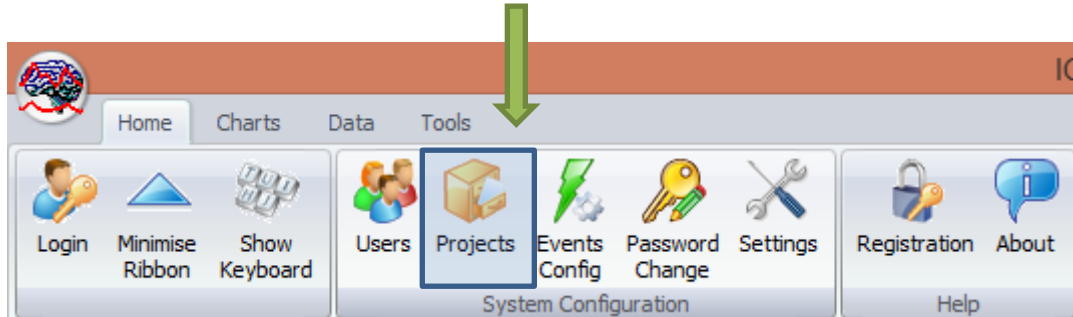 IC
Home Charts Data Tools
Login Minimise Ribbon Show Keyboard Users Projects Events Config Password Change Settings Registration About
System Configuration Help